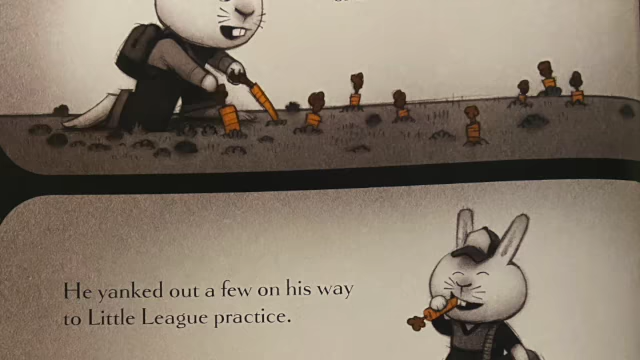 He yanked out a few on his way
to Little League practice.